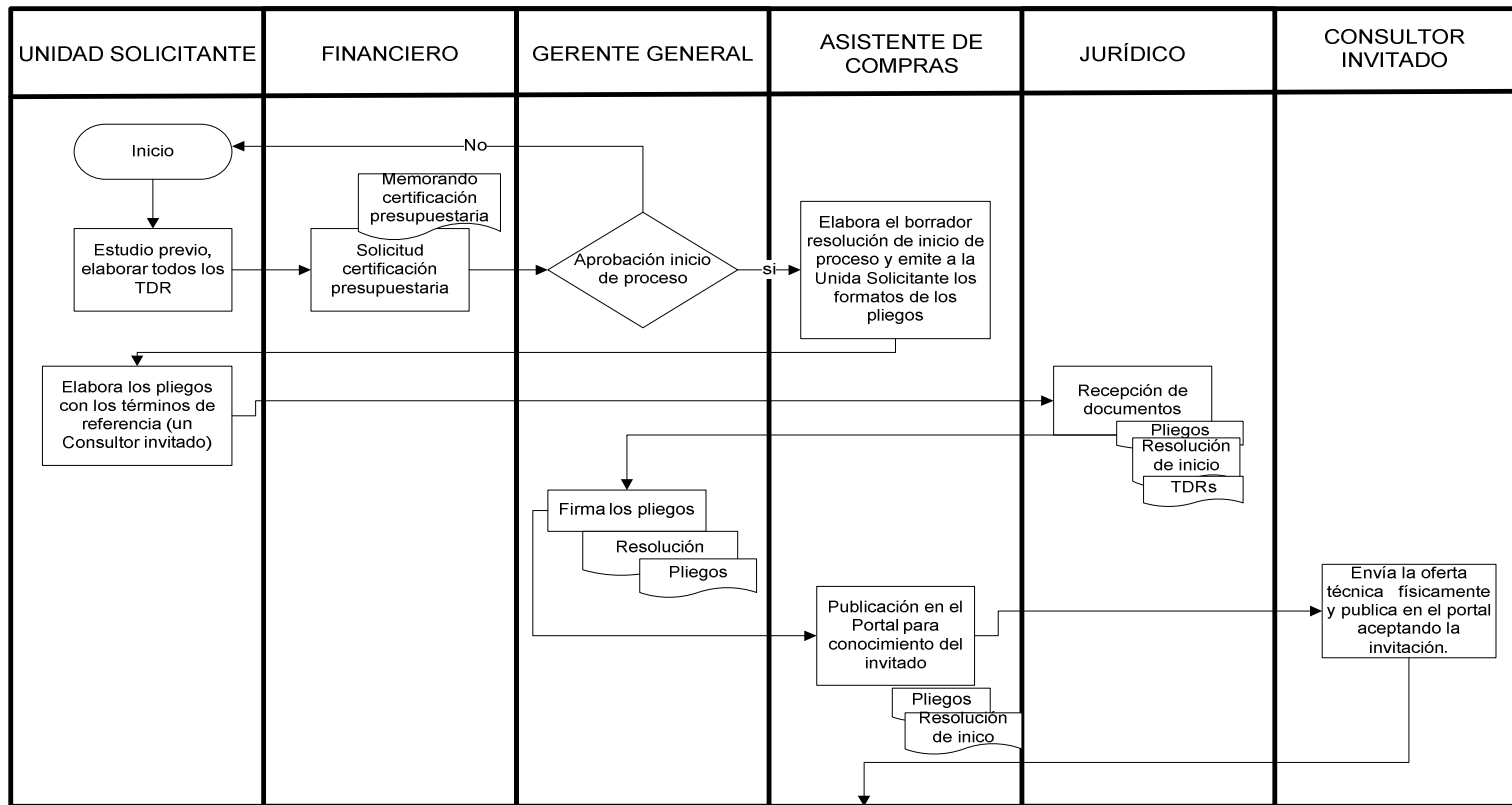 UNIDAD SOLICITANTE
FINANCIERO
GERENTE GENERAL
ASISTENTE DE
COMPRAS
JURÍDICO
CONSULTOR
INVITADO
Inicio
No
Memorando
certificación
presupuestaria
Estudio previo,
elaborar todos los
TDR
Solicitud
certificación
presupuestaria
Aprobación inicio
de proceso
si
Elabora el borrador
resolución de inicio de
proceso y emite a la
Unida Solicitante los
formatos de los
pliegos
Elabora los pliegos
con los términos de
referencia (un
Consultor invitado)
Recepción de
documentos
Pliegos
Resolución
de inicio
TDRs
Firma los pliegos
Resolución
Pliegos
Publicación en el
Portal para
conocimiento del
invitado
Pliegos
Resolución
de inico
Envía la oferta
técnica físicamente
y publica en el portal
aceptando la
invitación.